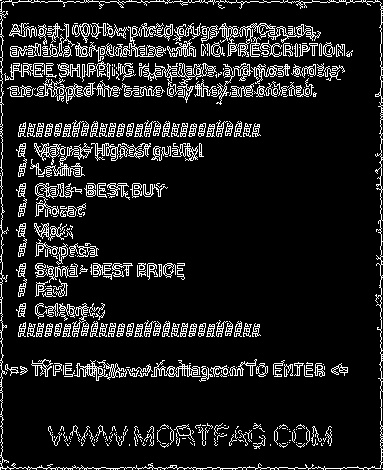 Almost 1000 low priced drugs from Canada,
available for purchase with NO PRESCRIPTION.
FREE SHIPPING is available, and most orders
are shipped the same day they are ordered.
###########################
# Viagra - Highest quality!
# Levitra
# Cialis - BEST BUY
# Prozac
# Vioxx
# Propecia
# Soma - BEST PRICE
# Paxil
# Celebrex
###########################
=> TYPE http://www.mortfag.com TO ENTER <=
WWW.MORTFAG.COM